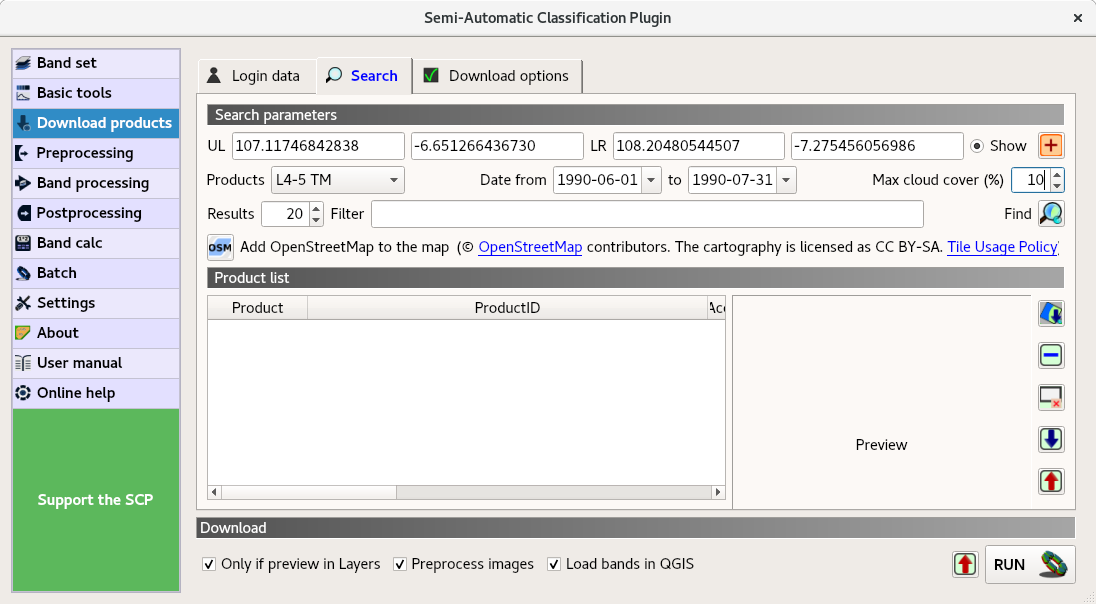 Semi-Automatic Classification Plugin
Band set
Basic tools
Download products
Preprocessing
Band processing
Postprocessing
Band calc
Batch
Settings
About
User manual
Online help
Support the SCP
Login data Search Download options
Search parameters
UL 107.11746842838 -6.651266436730 LR 108.20480544507 -7.275456056986 Show
Products L4-5 TM Date from 1990-06-01 to 1990-07-31 Max cloud cover (%) 10
Results 20 Filter Find
OSM Add OpenStreetMap to the map (© OpenStreetMap contributors. The cartography is licensed as CC BY-SA. Tile Usage Policy
Product list
Product ProductID Acc
Preview
Download
Only if preview in Layers Preprocess images Load bands in QGIS RUN